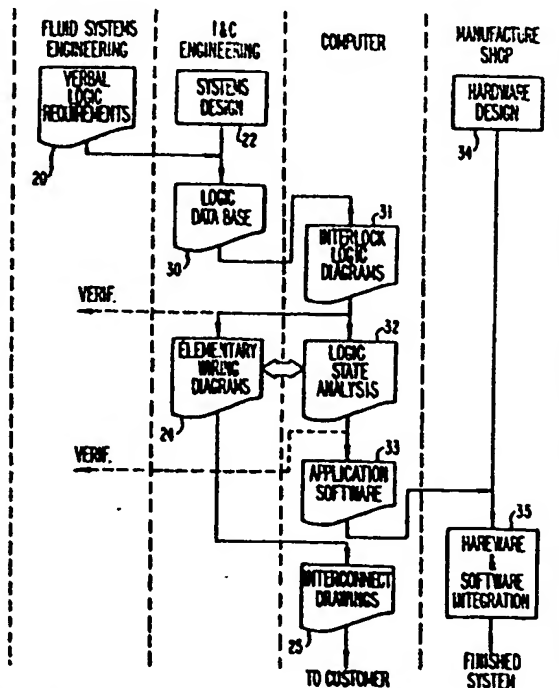 FLUID SYSTEMS
ENGINEERING
I&C
ENGINEERING
COMPUTER
MANUFACTURE
SHOP
VERBAL
LOGIC
REQUIREMENTS
20
SYSTEMS
DESIGN
22
HARDWARE
DESIGN
34
LOGIC
DATA BASE
30
31
INTERLOCK
LOGIC
DIAGRAMS
VERIF.
ELEMENTARY
WIRING
DIAGRAMS
24
32
LOGIC
STATE
ANALYSIS
VERIF.
33
APPLICATION
SOFTWARE
35
HAREWARE
&
SOFTWARE
INTEGRATION
INTERCONNECT
DRAWINGS
25
TO CUSTOMER
FINISHED
SYSTEM